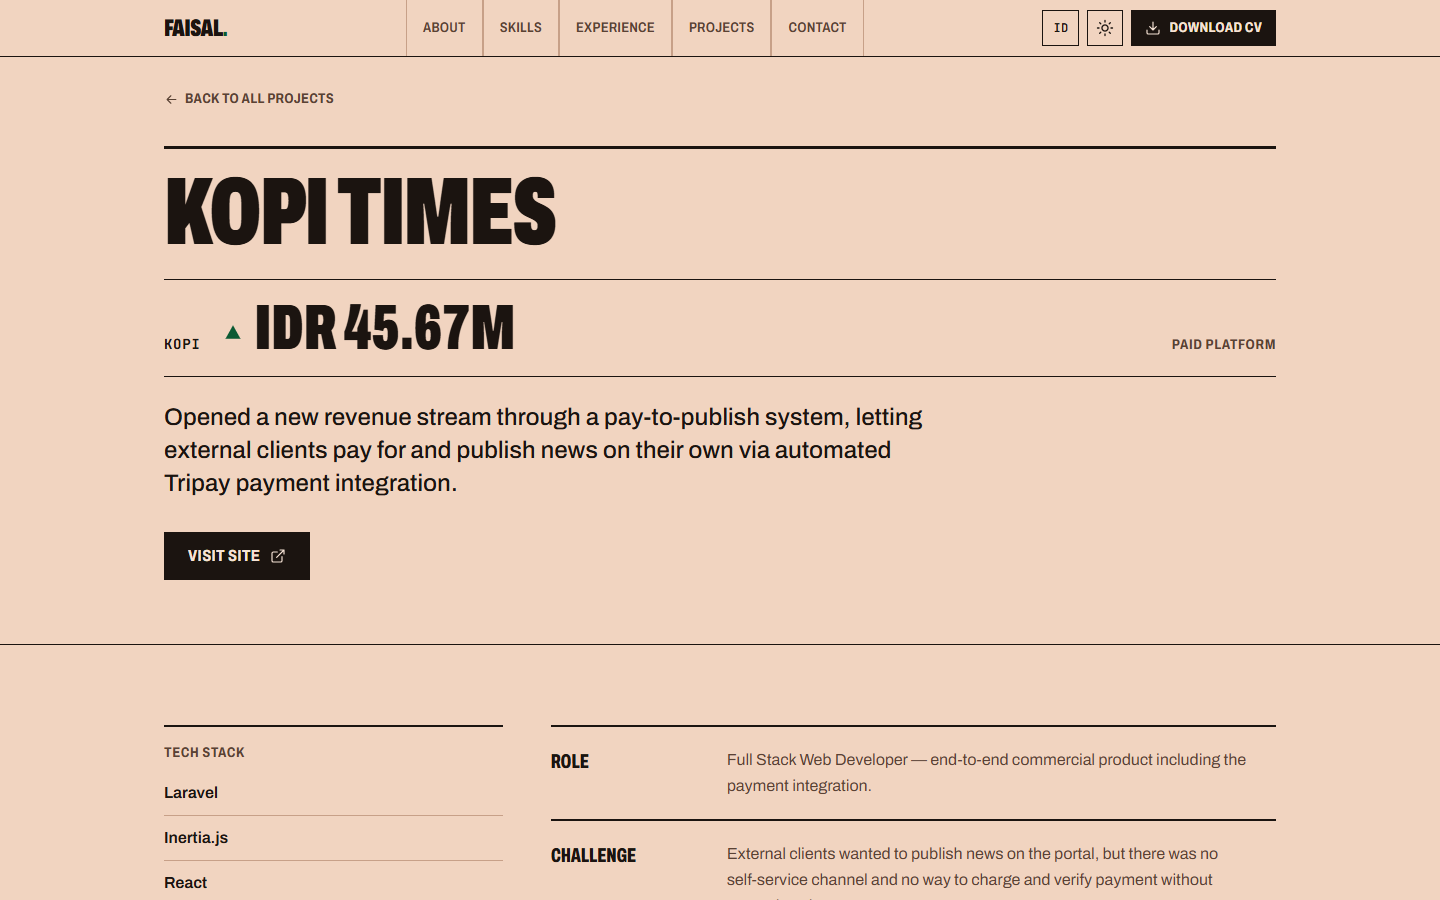 FAISAL.
ABOUT
SKILLS
EXPERIENCE
PROJECTS
CONTACT
ID
DOWNLOAD CV
BACK TO ALL PROJECTS
KOPI TIMES
KOPI
IDR 45.67M
PAID PLATFORM
Opened a new revenue stream through a pay-to-publish system, letting
external clients pay for and publish news on their own via automated
Tripay payment integration.
VISIT SITE
TECH STACK
Laravel
Inertia.js
React
ROLE
Full Stack Web Developer — end-to-end commercial product including the
payment integration.
CHALLENGE
External clients wanted to publish news on the portal, but there was no
self-service channel and no way to charge and verify payment without